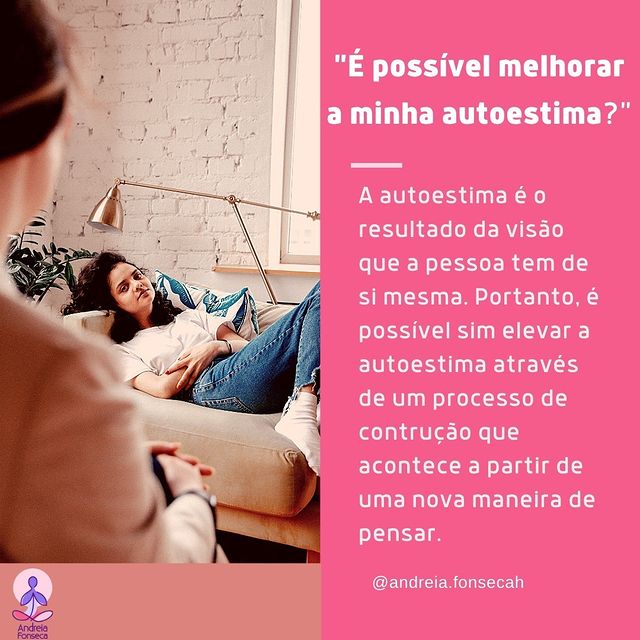 "É possível melhorar
a minha autoestima?"
A autoestima é o
resultado da visão
que a pessoa tem de
si mesma. Portanto, é
possível sim elevar a
autoestima através
de um processo de
contrução que
acontece a partir de
uma nova maneira de
pensar.
@andreia.fonsecah
Andreia
Fonseca